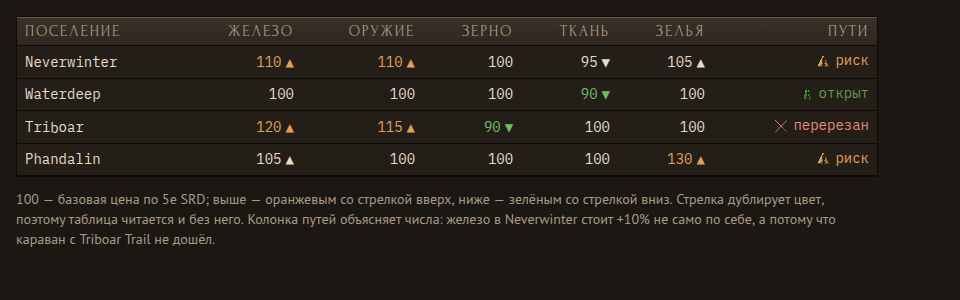 ПОСЕЛЕНИЕ ЖЕЛЕЗО ОРУЖИЕ ЗЕРНО ТКАНЬ ЗЕЛЬЯ ПУТИ
Neverwinter 110 ▲ 110 ▲ 100 95 ▼ 105 ▲ риск
Waterdeep 100 100 100 90 ▼ 100 открыт
Triboar 120 ▲ 115 ▲ 90 ▼ 100 100 перерезан
Phandalin 105 ▲ 100 100 100 130 ▲ риск
100 — базовая цена по 5e SRD; выше — оранжевым со стрелкой вверх, ниже — зелёным со стрелкой вниз. Стрелка дублирует цвет,
поэтому таблица читается и без него. Колонка путей объясняет числа: железо в Neverwinter стоит +10% не само по себе, а потому что
караван с Triboar Trail не дошёл.